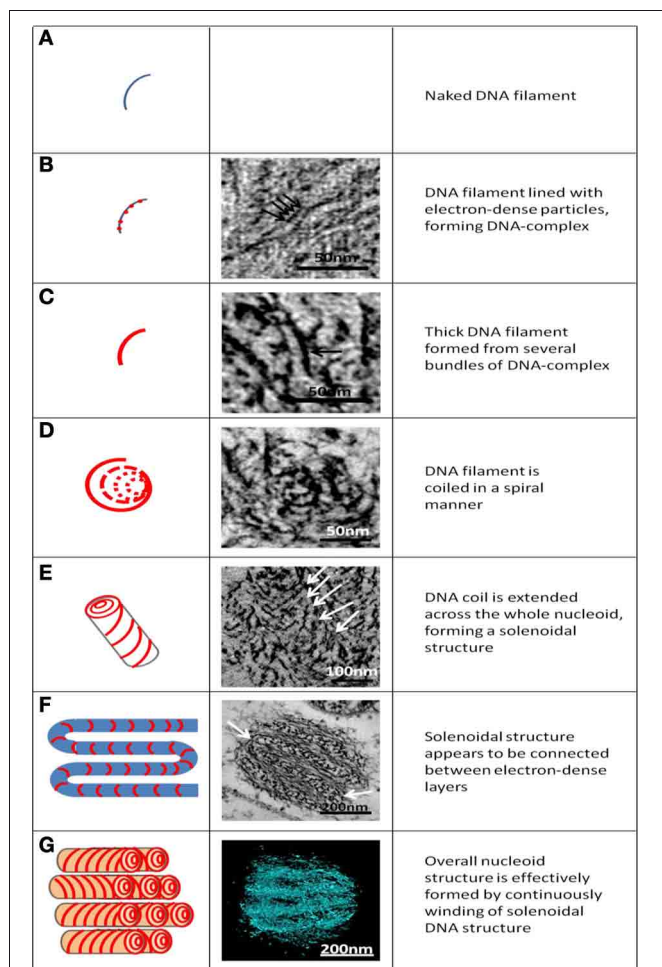 A
Naked DNA filament
B
50nm
DNA filament lined with
electron-dense particles,
forming DNA-complex
C
50nm
Thick DNA filament
formed from several
bundles of DNA-complex
D
50nm
DNA filament is
coiled in a spiral
manner
E
100nm
DNA coil is extended
across the whole nucleoid,
forming a solenoidal
structure
F
200nm
Solenoidal structure
appears to be connected
between electron-dense
layers
G
200nm
Overall nucleoid
structure is effectively
formed by continuously
winding of solenoidal
DNA structure